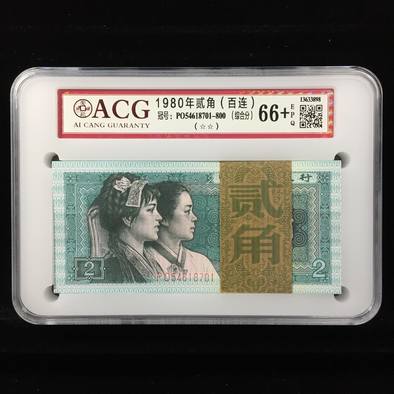 ACG
AI CANG GUARANTY
1980年贰角（百连）
冠号：PO54618701-800（综合分）
（☆☆）
66+
EPQ
13633098
行
贰角
2
PO54618701
2